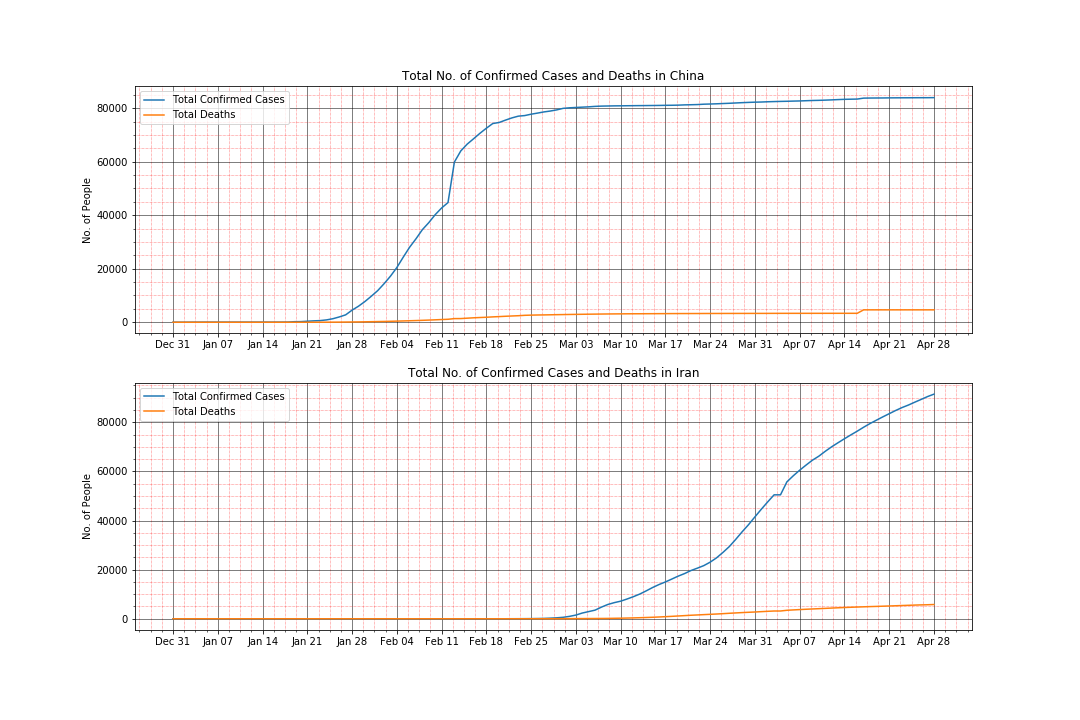 Total No. of Confirmed Cases and Deaths in China
Total Confirmed Cases
Total Deaths
No. of People
80000
60000
40000
20000
0
Dec 31 Jan 07 Jan 14 Jan 21 Jan 28 Feb 04 Feb 11 Feb 18 Feb 25 Mar 03 Mar 10 Mar 17 Mar 24 Mar 31 Apr 07 Apr 14 Apr 21 Apr 28
Total No. of Confirmed Cases and Deaths in Iran
Total Confirmed Cases
Total Deaths
No. of People
80000
60000
40000
20000
0
Dec 31 Jan 07 Jan 14 Jan 21 Jan 28 Feb 04 Feb 11 Feb 18 Feb 25 Mar 03 Mar 10 Mar 17 Mar 24 Mar 31 Apr 07 Apr 14 Apr 21 Apr 28